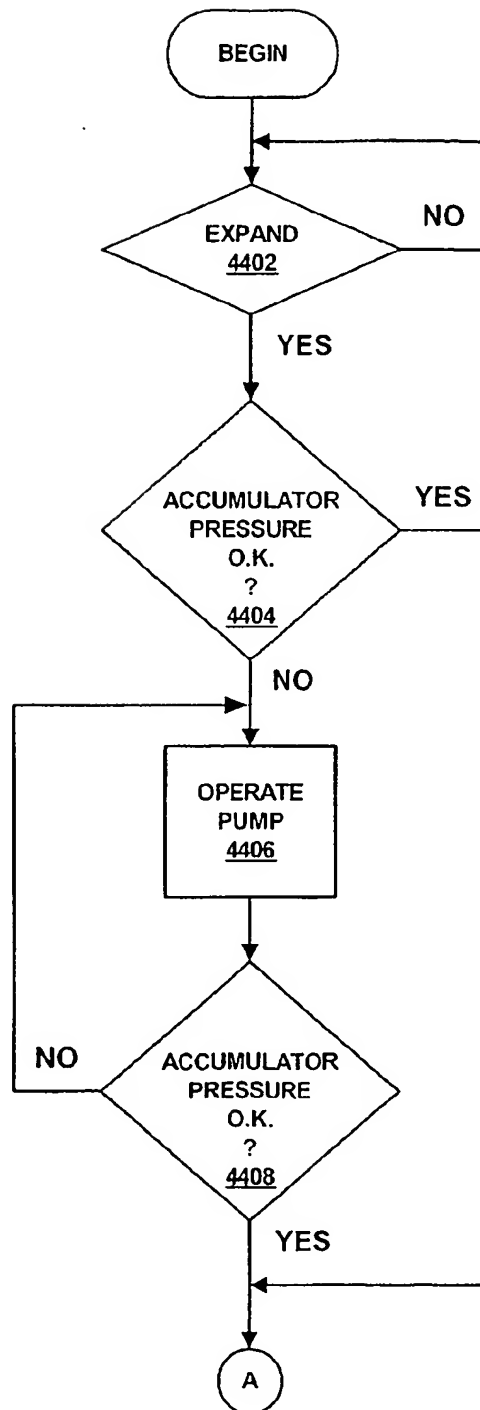 BEGIN
EXPAND
4402
NO
YES
ACCUMULATOR
PRESSURE
O.K.
?
4404
YES
NO
OPERATE
PUMP
4406
NO
ACCUMULATOR
PRESSURE
O.K.
?
4408
YES
A